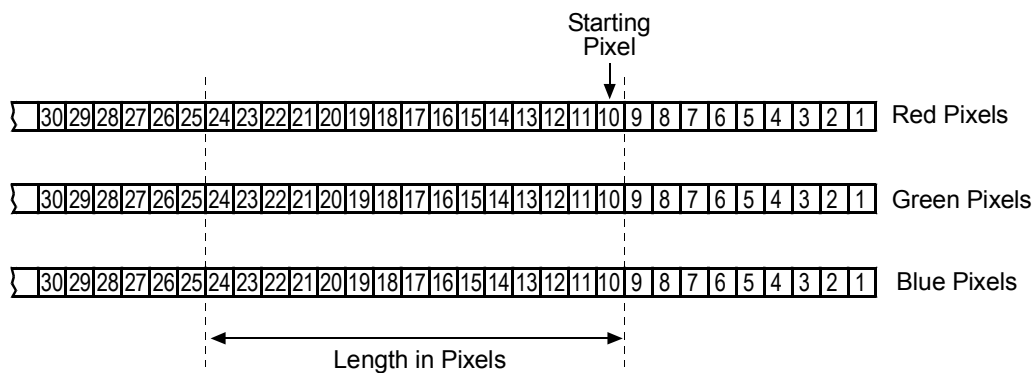 Starting
Pixel
30 29 28 27 26 25 24 23 22 21 20 19 18 17 16 15 14 13 12 11 10 9 8 7 6 5 4 3 2 1 Red Pixels
30 29 28 27 26 25 24 23 22 21 20 19 18 17 16 15 14 13 12 11 10 9 8 7 6 5 4 3 2 1 Green Pixels
30 29 28 27 26 25 24 23 22 21 20 19 18 17 16 15 14 13 12 11 10 9 8 7 6 5 4 3 2 1 Blue Pixels
Length in Pixels